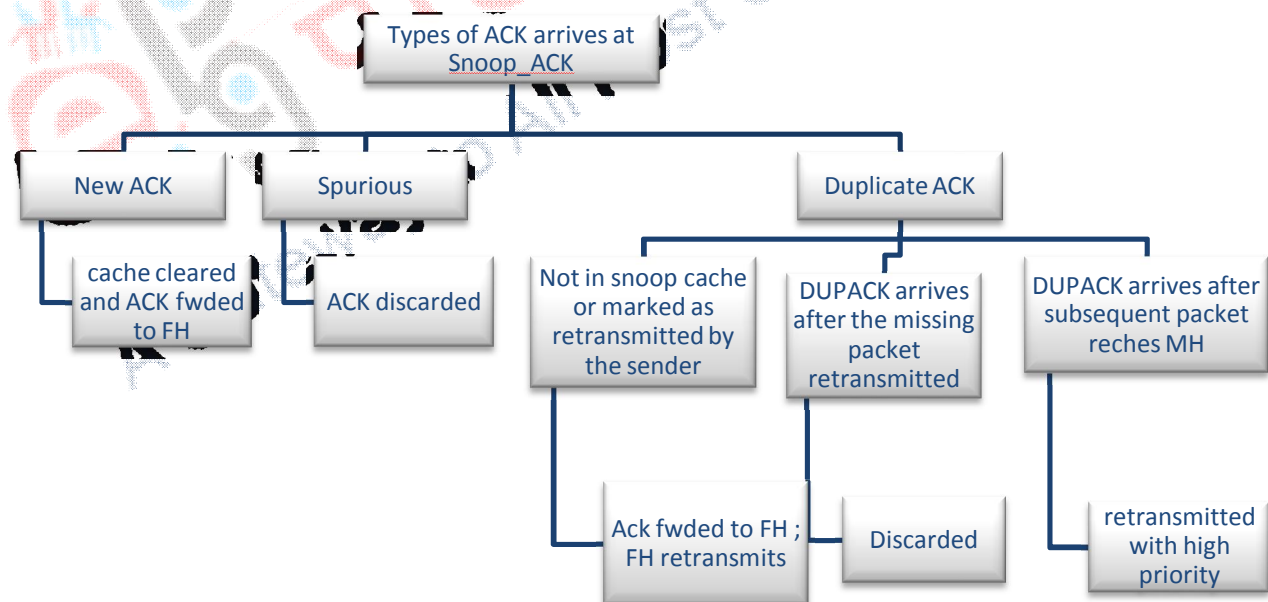 Types of ACK arrives at
Snoop_ACK
New ACK
Spurious
Duplicate ACK
cache cleared
and ACK fwded
to FH
ACK discarded
Not in snoop cache
or marked as
retransmitted by
the sender
DUPACK arrives
after the missing
packet
retransmitted
DUPACK arrives after
subsequent packet
reches MH
Ack fwded to FH ;
FH retransmits
Discarded
retransmitted
with high
priority